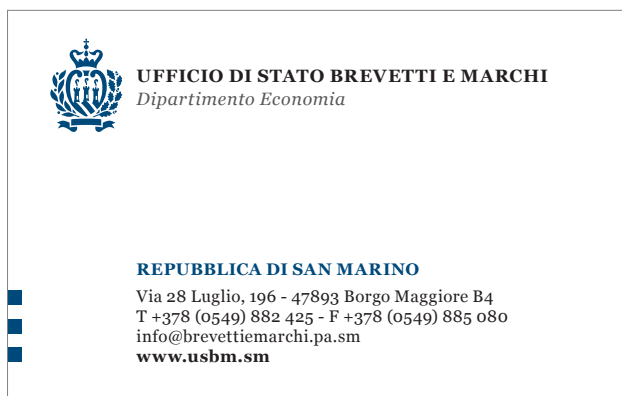 UFFICIO DI STATO BREVETTI E MARCHI
Dipartimento Economia
REPUBBLICA DI SAN MARINO
Via 28 Luglio, 196 - 47893 Borgo Maggiore B4
T +378 (0549) 882 425 - F +378 (0549) 885 080
info@brevettiemarchi.pa.sm
www.usbm.sm